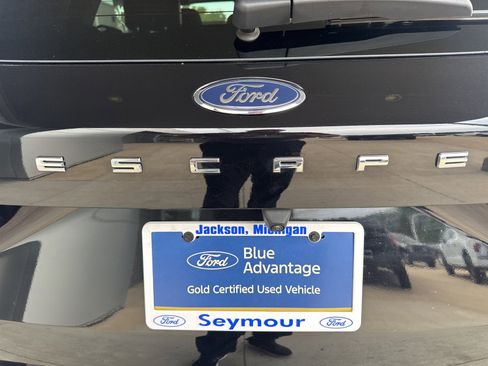 Ford
ESCAPE
Jackson, Michigan
Ford
Blue
Advantage
Gold Certified Used Vehicle
Ford Seymour Ford